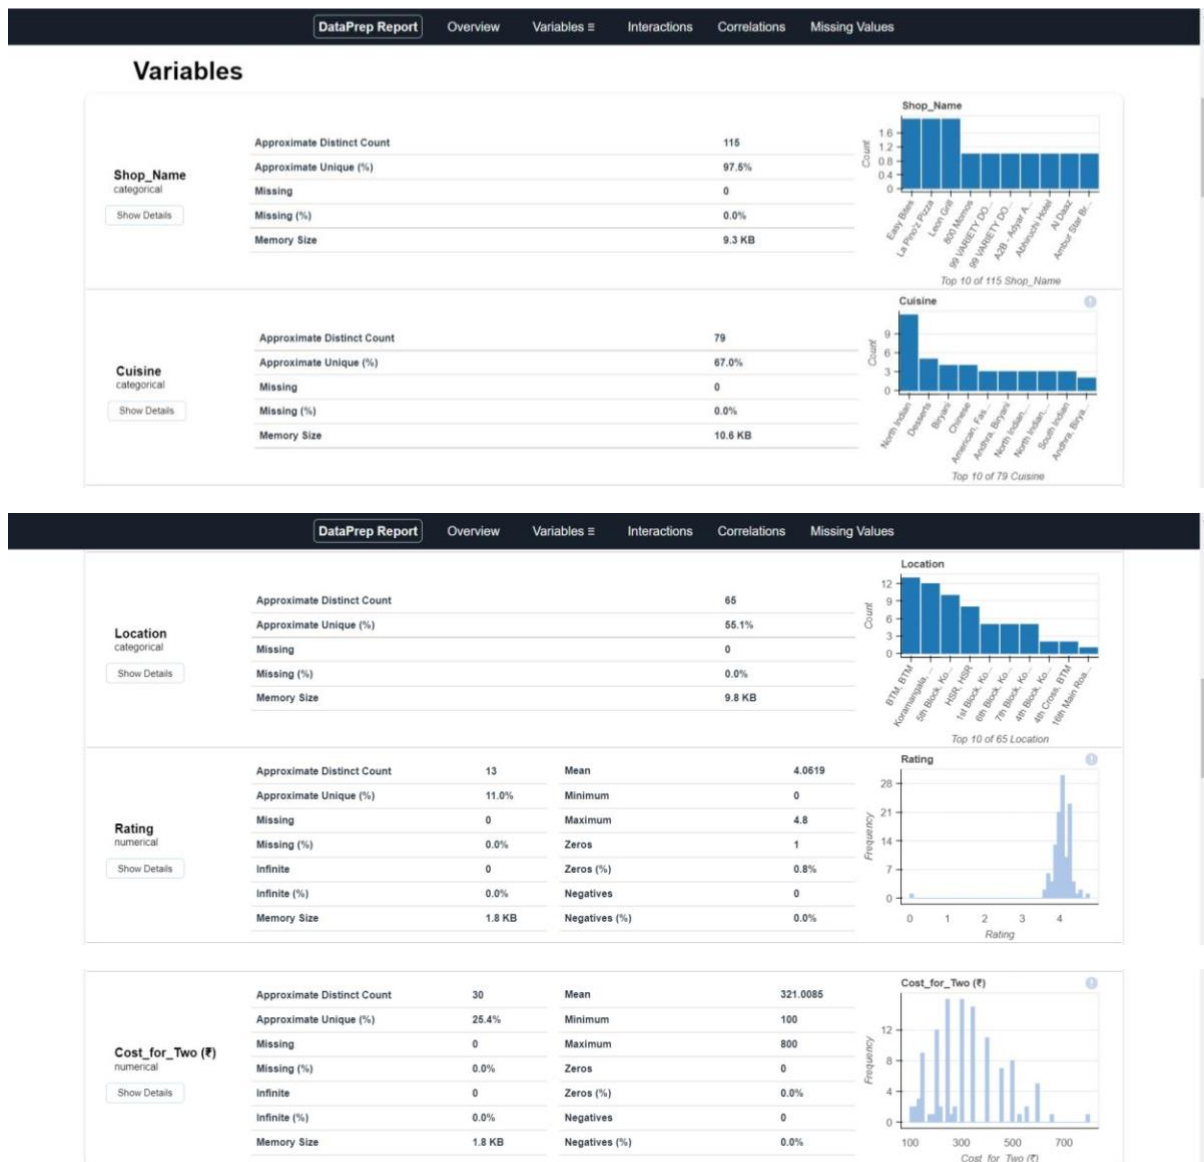 DataPrep Report Overview Variables ≡ Interactions Correlations Missing Values
Variables
Shop_Name
categorical
Show Details
Approximate Distinct Count 115
Approximate Unique (%) 97.5%
Missing 0
Missing (%) 0.0%
Memory Size 9.3 KB
Shop_Name
Count
1.6
1.2
0.8
0.4
0
Easy Bites
La Pino'z Pizza
Leon Grill
800 Momos
99 VARIETY DO...
99 VARIETY DO...
A2B - Adyar A...
Abhiruchi Hotel
Al Daaz
Ambur Star Br...
Top 10 of 115 Shop_Name
Cuisine
categorical
Show Details
Approximate Distinct Count 79
Approximate Unique (%) 67.0%
Missing 0
Missing (%) 0.0%
Memory Size 10.6 KB
Cuisine
Count
9
6
3
0
North Indian
Desserts
Biryani
Chinese
American, Fas...
Andhra, Biryani
North Indian,...
North Indian,...
South Indian
Andhra, Birya...
Top 10 of 79 Cuisine
DataPrep Report Overview Variables ≡ Interactions Correlations Missing Values
Location
categorical
Show Details
Approximate Distinct Count 65
Approximate Unique (%) 55.1%
Missing 0
Missing (%) 0.0%
Memory Size 9.8 KB
Location
Count
12
9
6
3
0
BTM, BTM
Koramangala, ...
5th Block, Ko...
HSR, HSR
1st Block, Ko...
6th Block, Ko...
7th Block, Ko...
4th Block, Ko...
4th Cross, BTM
16th Main Roa...
Top 10 of 65 Location
Rating
numerical
Show Details
Approximate Distinct Count 13 Mean 4.0619
Approximate Unique (%) 11.0% Minimum 0
Missing 0 Maximum 4.8
Missing (%) 0.0% Zeros 1
Infinite 0 Zeros (%) 0.8%
Infinite (%) 0.0% Negatives 0
Memory Size 1.8 KB Negatives (%) 0.0%
Rating
Frequency
28
21
14
7
0
0 1 2 3 4
Rating
Cost_for_Two (₹)
numerical
Show Details
Approximate Distinct Count 30 Mean 321.0085
Approximate Unique (%) 25.4% Minimum 100
Missing 0 Maximum 800
Missing (%) 0.0% Zeros 0
Infinite 0 Zeros (%) 0.0%
Infinite (%) 0.0% Negatives 0
Memory Size 1.8 KB Negatives (%) 0.0%
Cost_for_Two (₹)
Frequency
12
8
4
0
100 300 500 700
Cost_for_Two (₹)